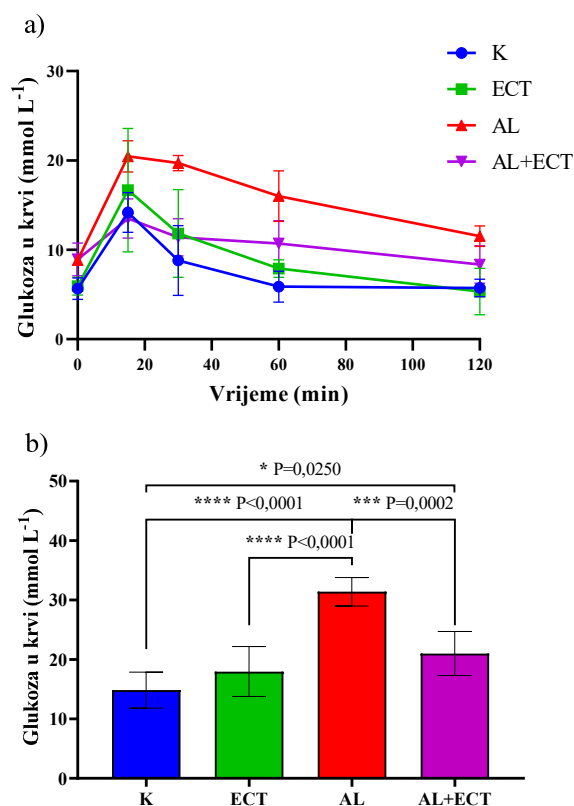 a)
K
ECT
AL
AL+ECT
Glukoza u krvi (mmol L-1)
30
20
10
0
0 20 40 60 80 100 120
Vrijeme (min)
b)
Glukoza u krvi (mmol L-1)
50
40
30
20
10
0
* P=0,0250
**** P<0,0001
*** P=0,0002
**** P<0,0001
K ECT AL AL+ECT